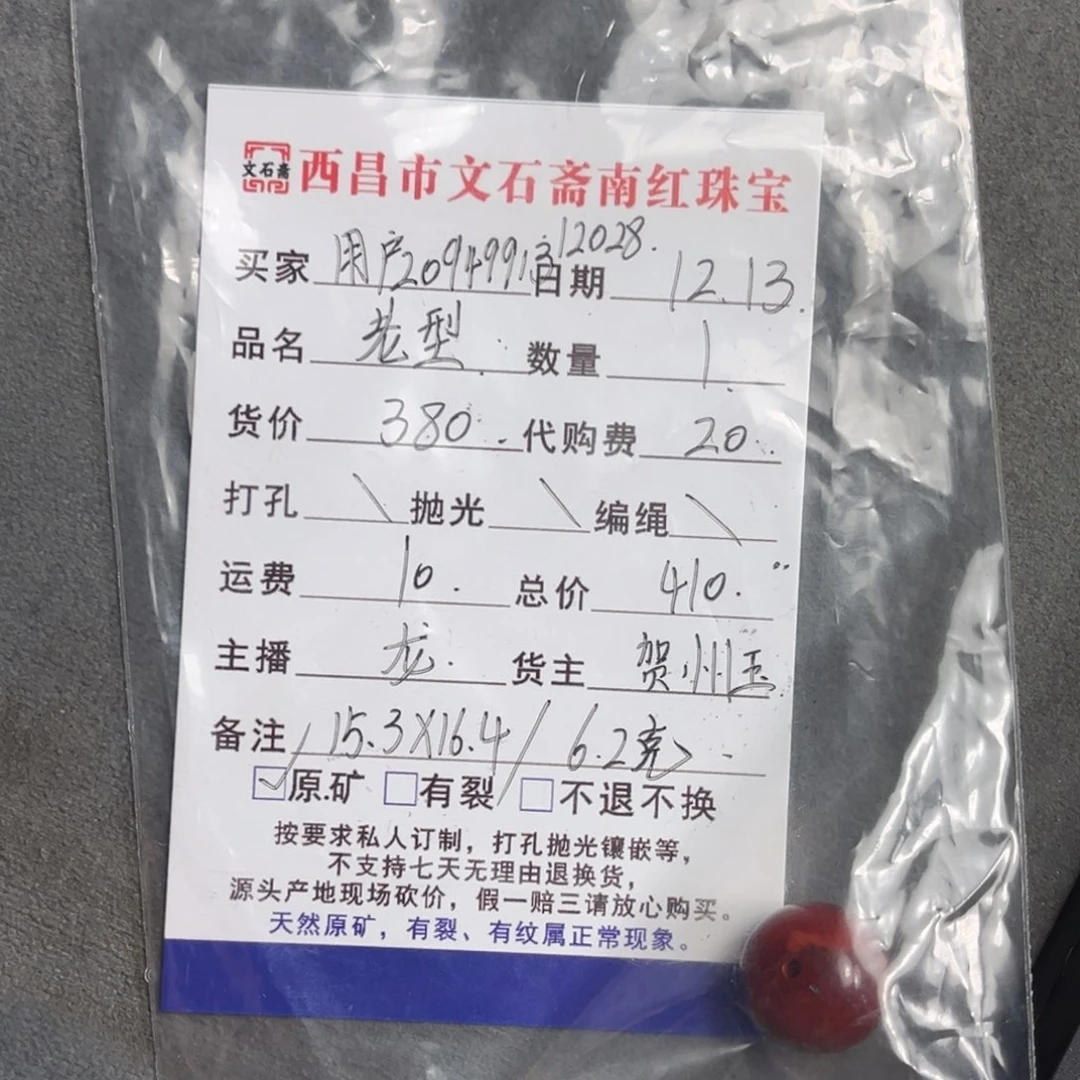 文石斋 西昌市文石斋南红珠宝
买家 用户2094991312028. 日期 12.13.
品名 老型. 数量 1.
货价 380. 代购费 20.
打孔 \ 抛光 \ 编绳 \
运费 10. 总价 410.
主播 龙. 货主 贺州玉
备注 / 15.3X16.4 / 6.2克
☑原矿 □有裂 □不退不换
按要求私人订制，打孔抛光镶嵌等，
不支持七天无理由退换货，
源头产地现场砍价，假一赔三请放心购买。
天然原矿，有裂、有纹属正常现象。